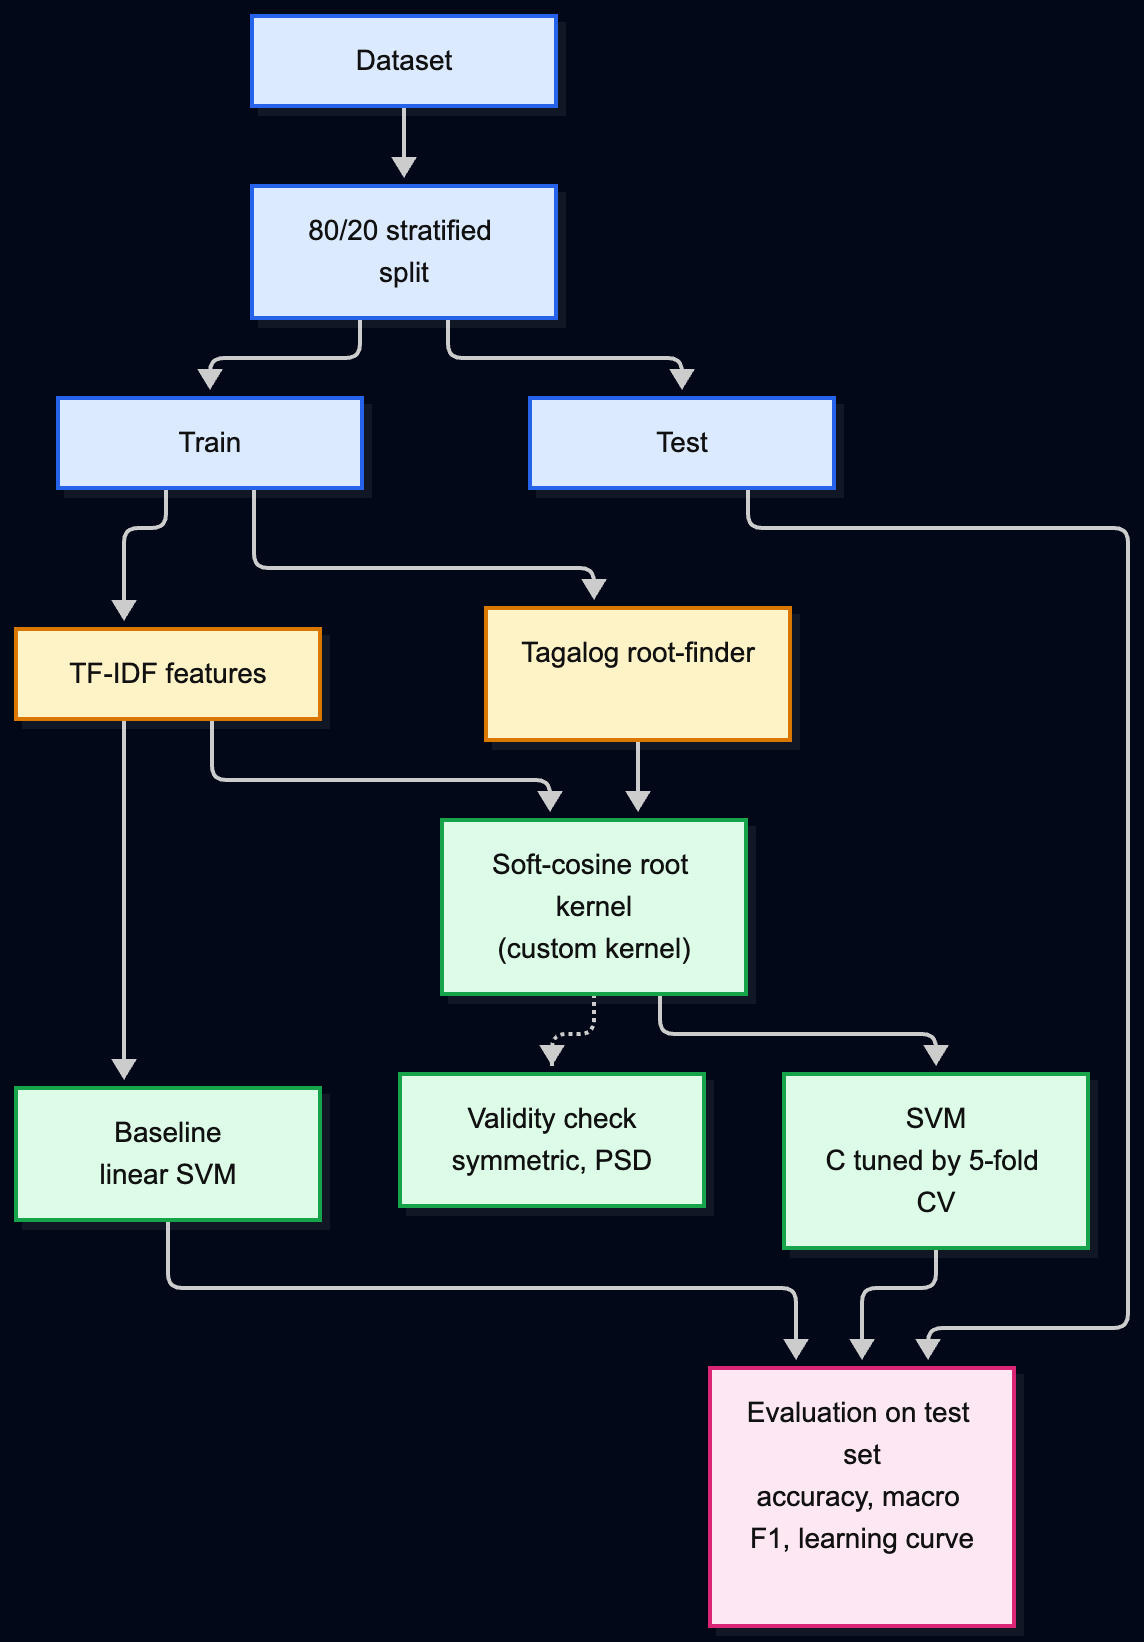 Dataset
80/20 stratified
split
Train
Test
TF-IDF features
Tagalog root-finder
Soft-cosine root
kernel
(custom kernel)
Baseline
linear SVM
Validity check
symmetric, PSD
SVM
C tuned by 5-fold
CV
Evaluation on test
set
accuracy, macro
F1, learning curve